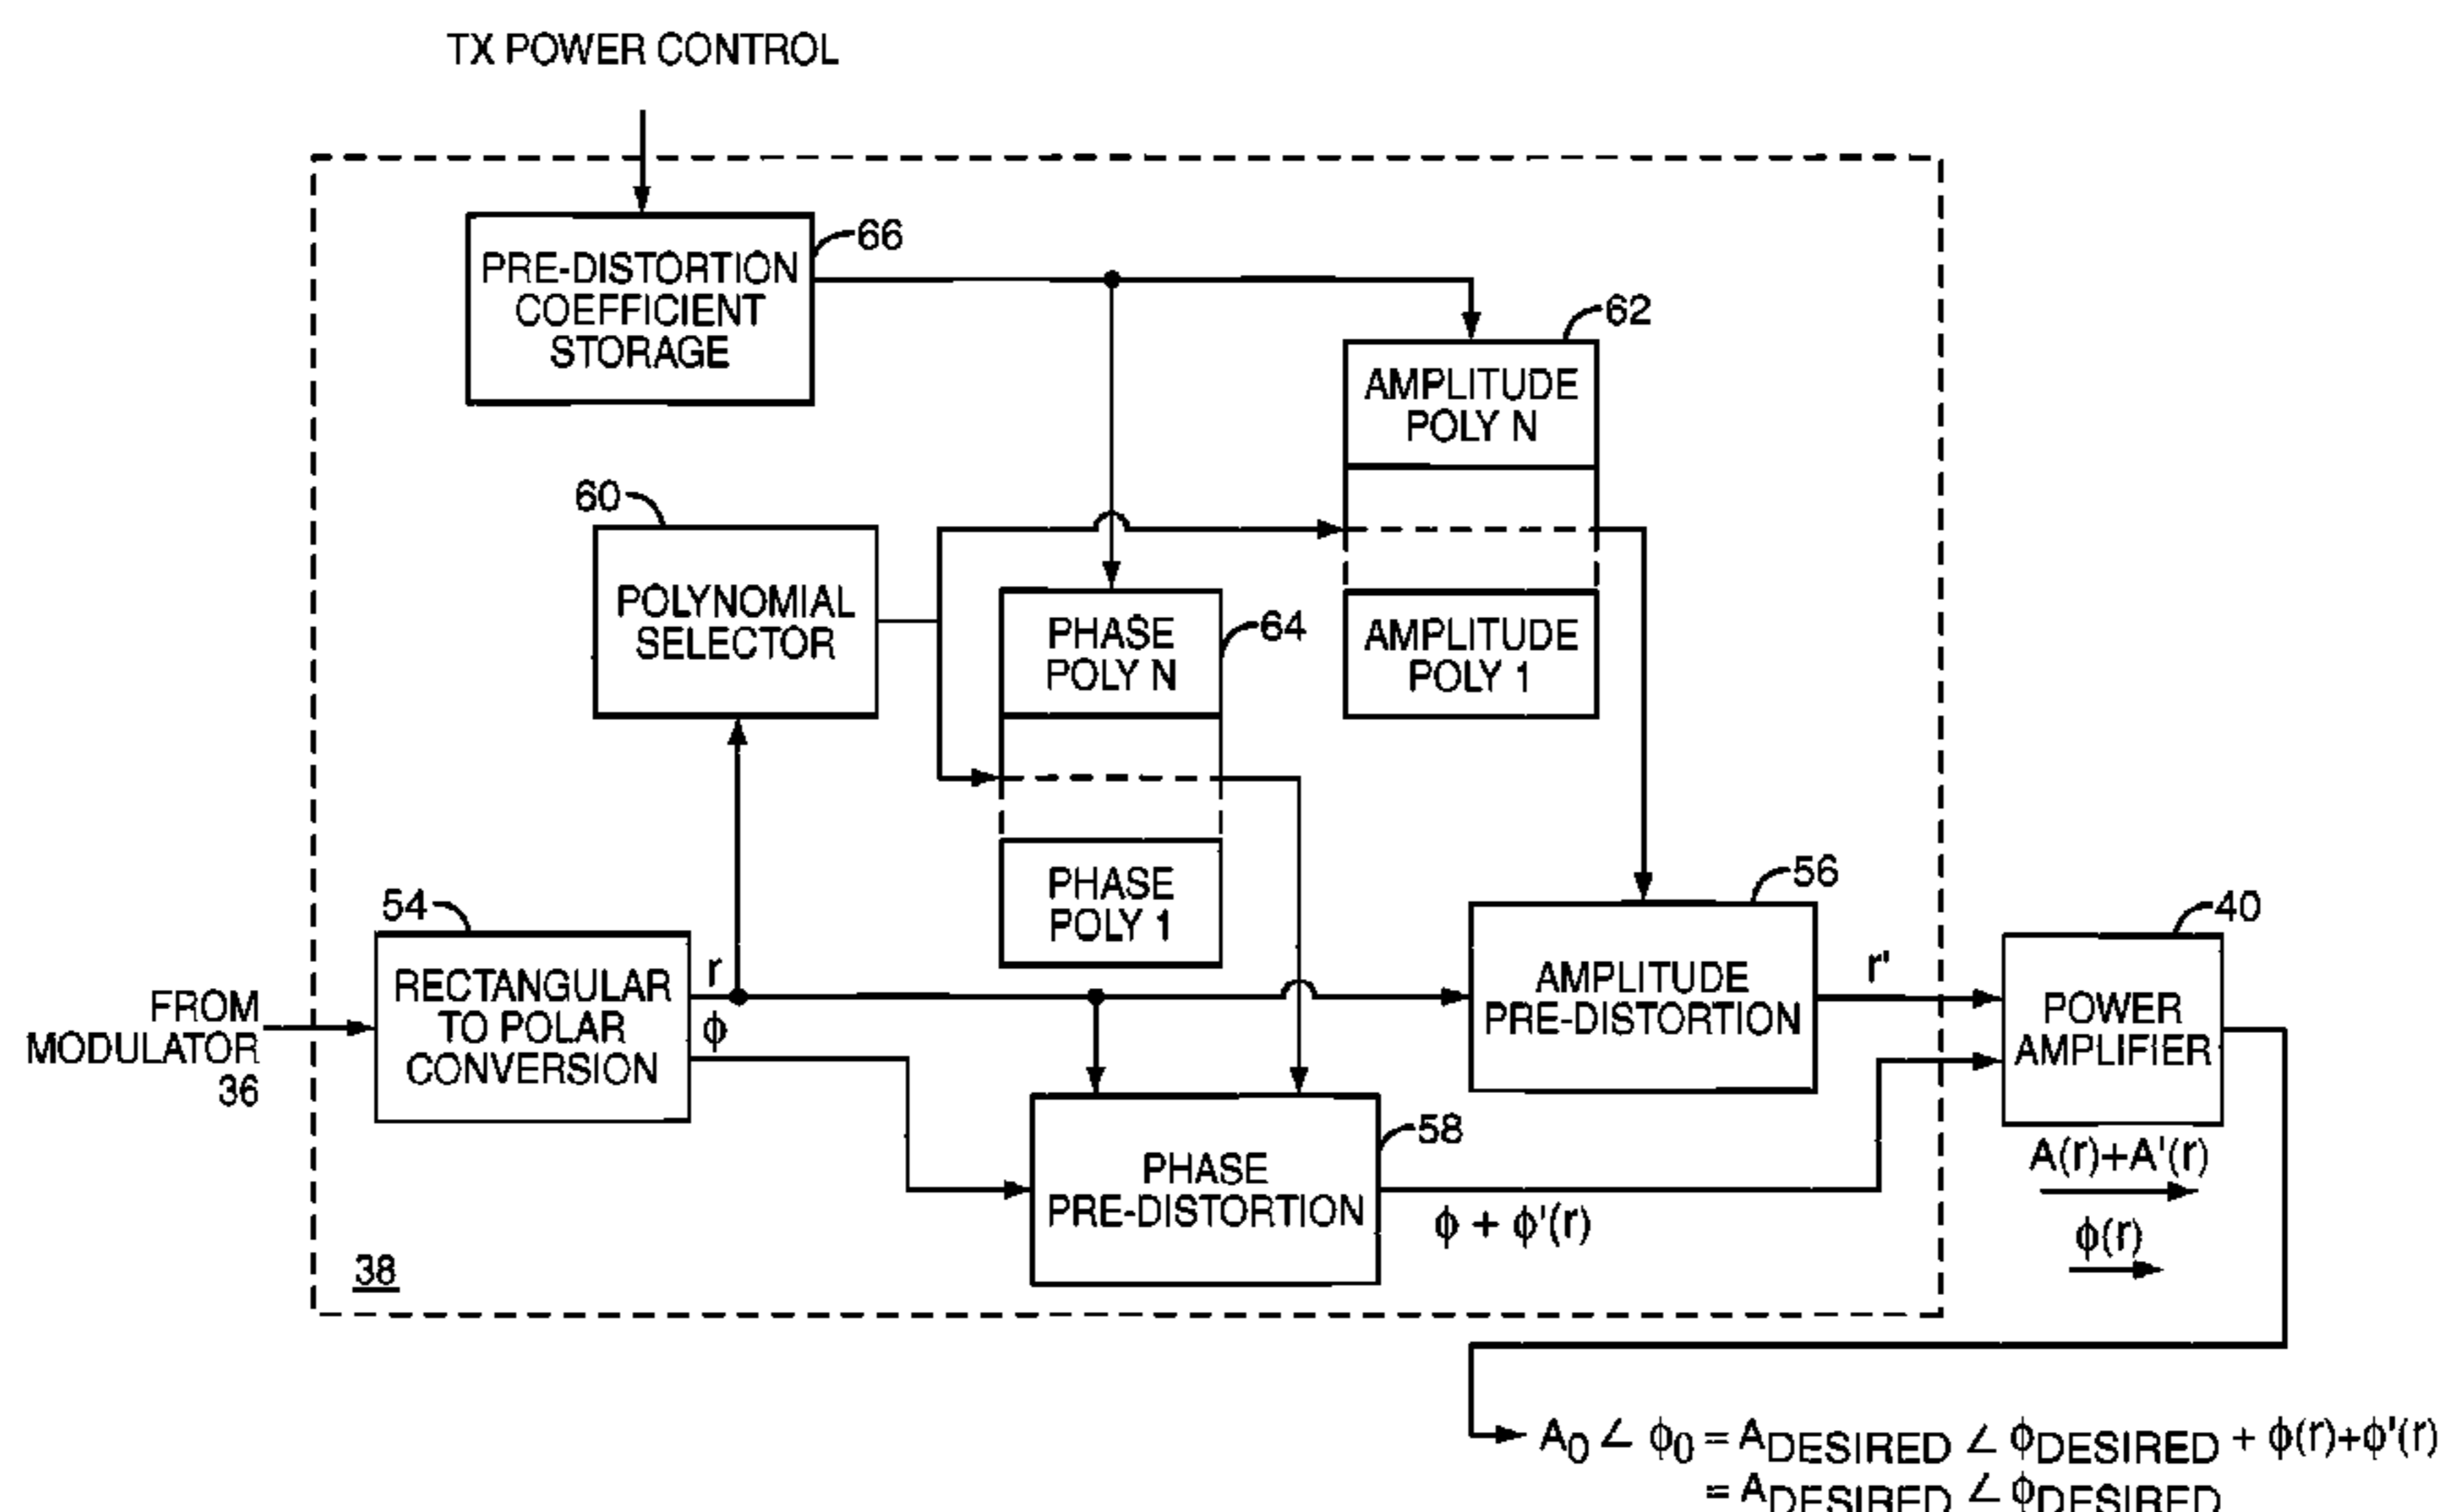 TX POWER CONTROL
PRE-DISTORTION
COEFFICIENT
STORAGE
66
62
AMPLITUDE
POLY N
60
POLYNOMIAL
SELECTOR
PHASE
POLY N
64
AMPLITUDE
POLY 1
PHASE
POLY 1
54
RECTANGULAR
TO POLAR
CONVERSION
FROM
MODULATOR
36
r
ϕ
56
AMPLITUDE
PRE-DISTORTION
r'
40
POWER
AMPLIFIER
58
PHASE
PRE-DISTORTION
ϕ + ϕ'(r)
A(r)+A'(r)
ϕ(r)
38
A0 ∠ ϕ0 = ADESIRED ∠ ϕDESIRED + ϕ(r)+ϕ'(r)
= ADESIRED ∠ ϕDESIRED